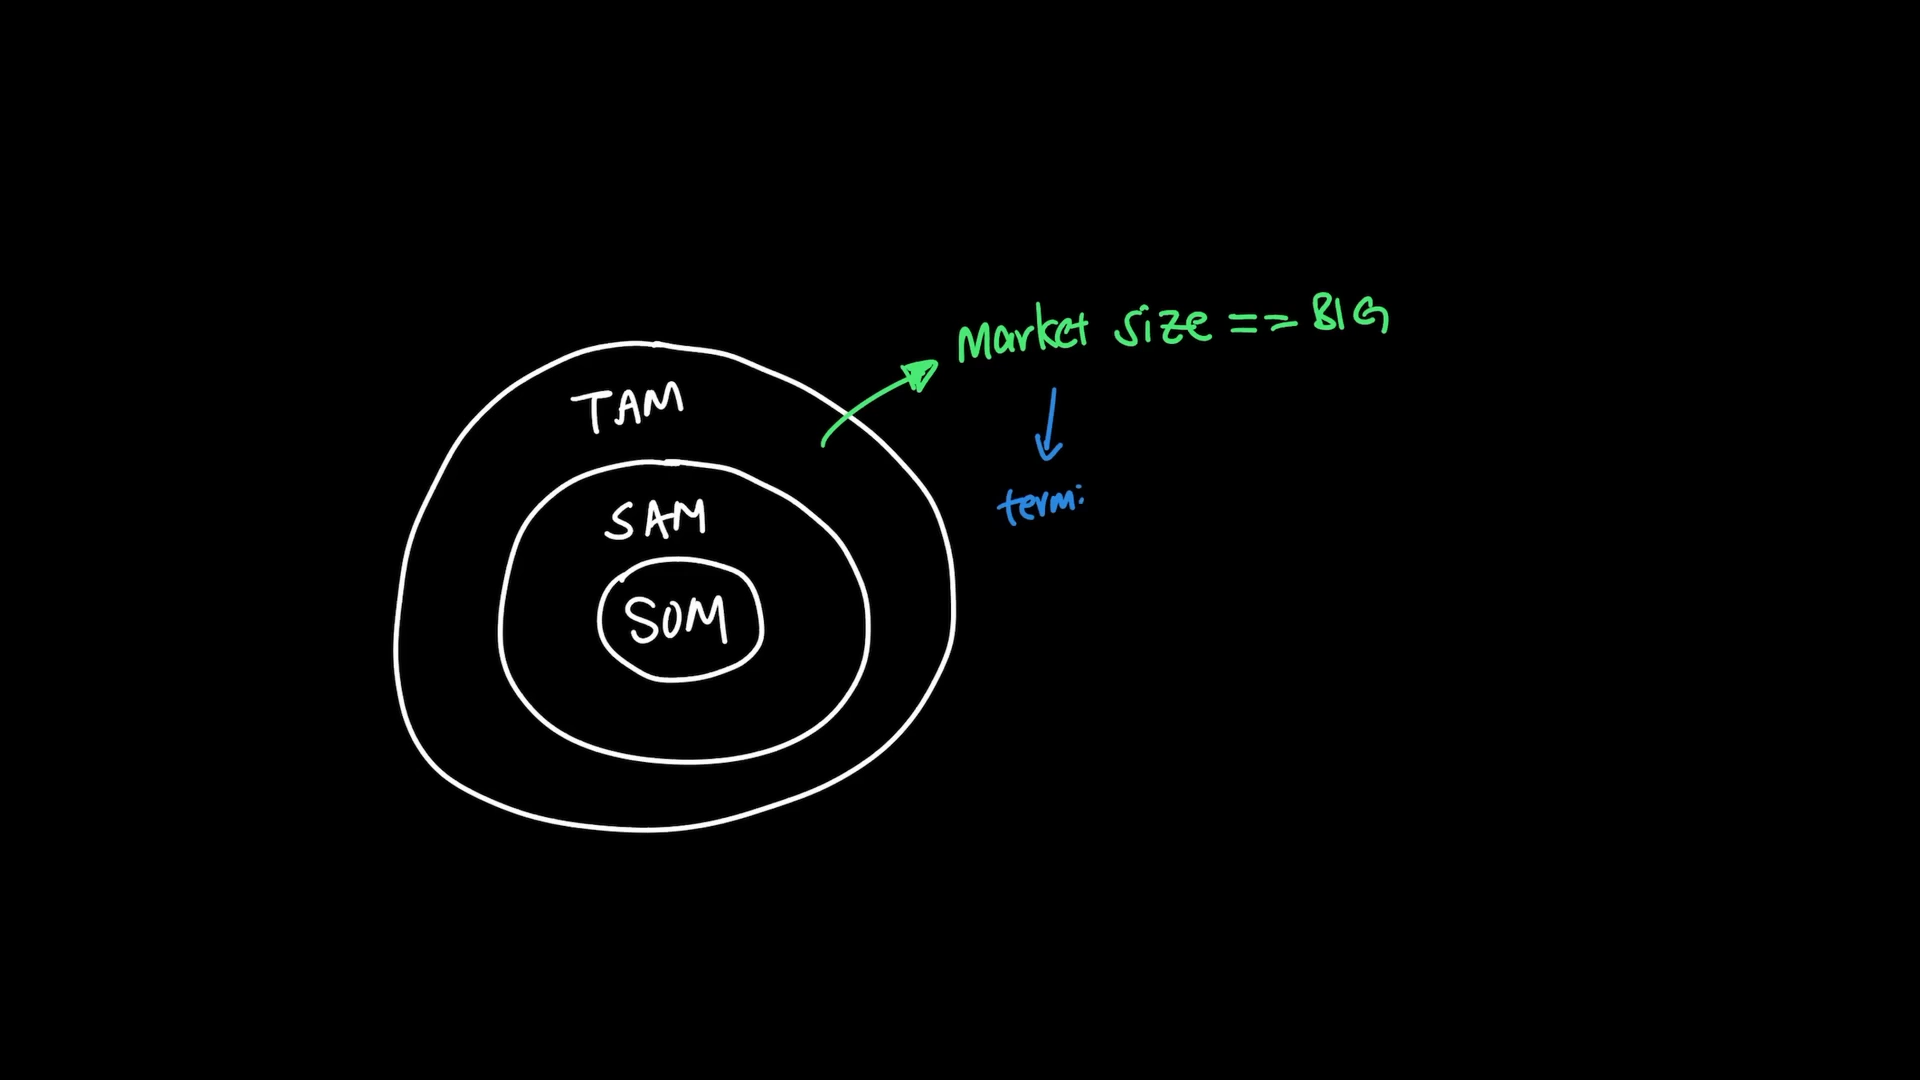 Market size == BIG
TAM
term:
SAM
SOM